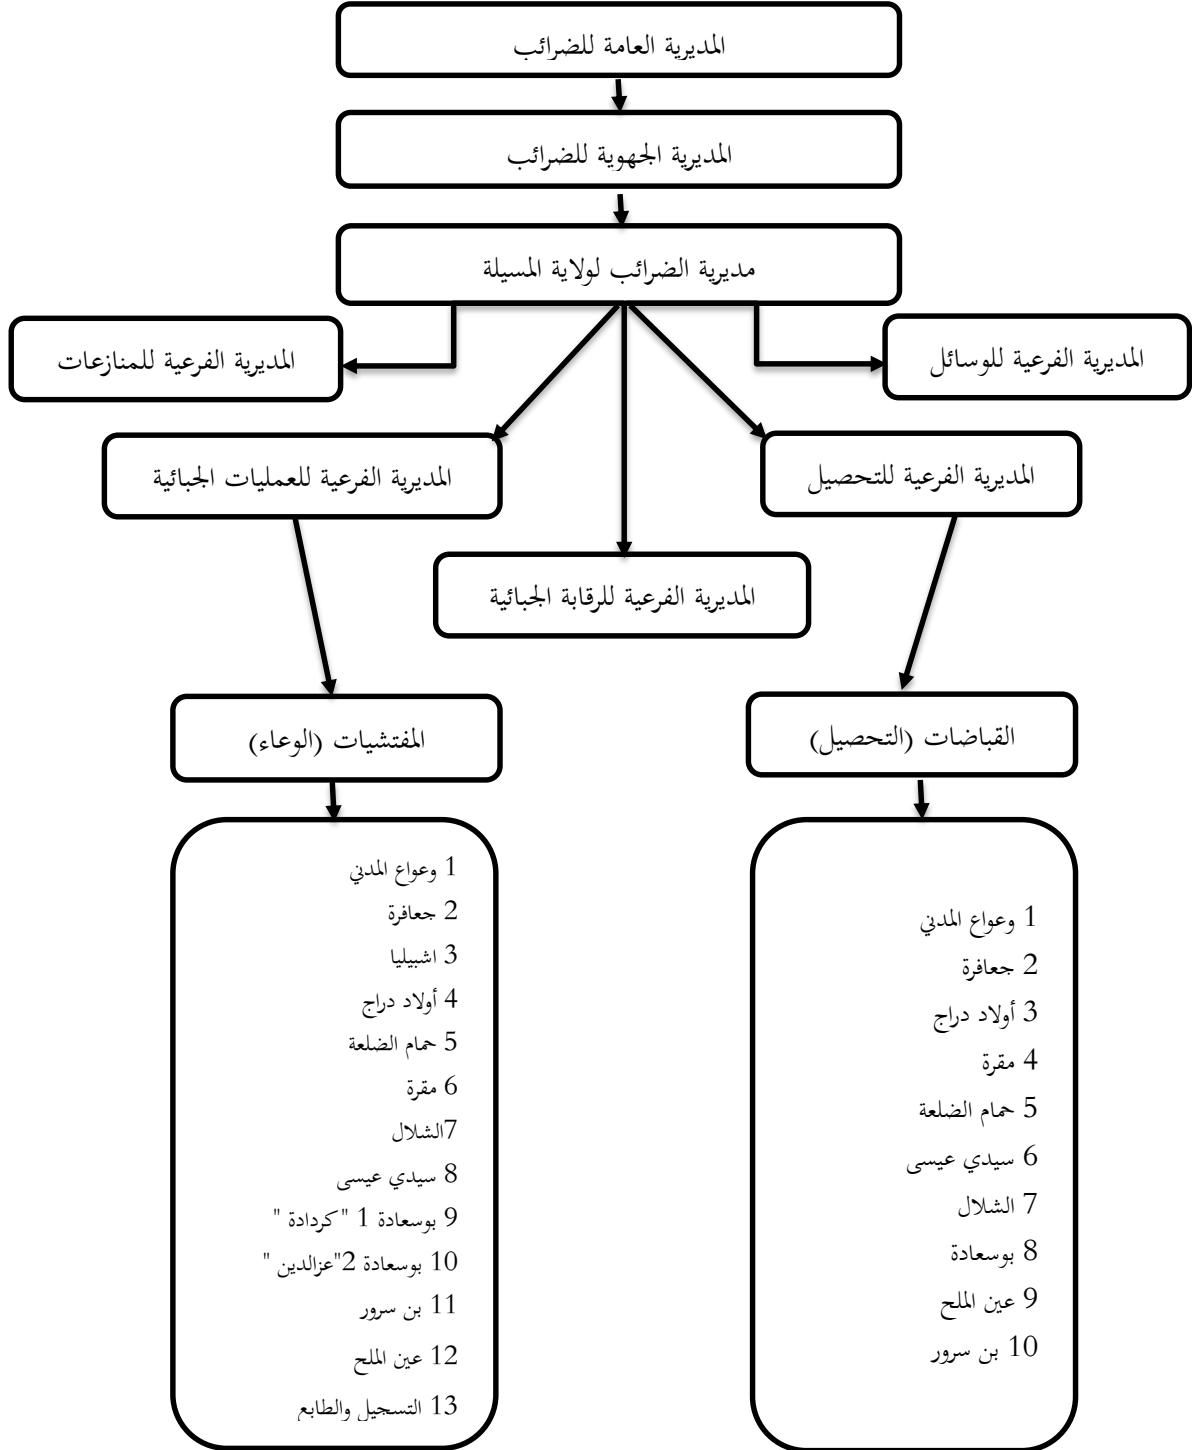 المديرية العامة للضرائب
المديرية الجهوية للضرائب
مديرية الضرائب لولاية المسيلة
المديرية الفرعية للوسائل
المديرية الفرعية للمنازعات
المديرية الفرعية للتحصيل
المديرية الفرعية للعمليات الجبائية
المديرية الفرعية للرقابة الجبائية
القباضات (التحصيل)
المفتشيات (الوعاء)
1 وعواع المدني
2 جعافرة
3 أولاد دراج
4 مقرة
5 حمام الضلعة
6 سيدي عيسى
7 الشلال
8 بوسعادة
9 عين الملح
10 بن سرور
1 وعواع المدني
2 جعافرة
3 اشبيليا
4 أولاد دراج
5 حمام الضلعة
6 مقرة
7الشلال
8 سيدي عيسى
9 بوسعادة 1 "كردادة "
10 بوسعادة 2"عزالدين "
11 بن سرور
12 عين الملح
13 التسجيل والطابع